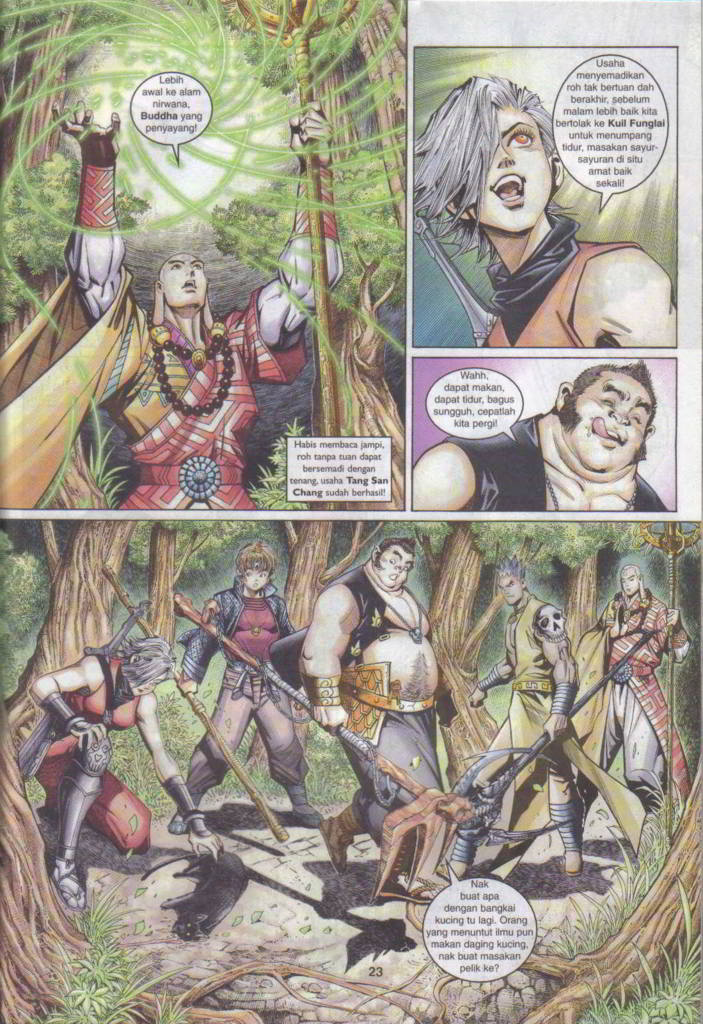 Lebih
awal ke alam
nirwana,
Buddha yang
penyayang!
Habis membaca jampi,
roh tanpa tuan dapat
bersemadi dengan
tenang, usaha Tang San
Chang sudah berhasil!
Usaha
menyemadikan
roh tak bertuan dah
berakhir, sebelum
malam lebih baik kita
bertolak ke Kuil Funglai
untuk menumpang
tidur, masakan sayur-
sayuran di situ
amat baik
sekali!
Wahh,
dapat makan,
dapat tidur, bagus
sungguh, cepatlah
kita pergi!
Nak
buat apa
dengan bangkai
kucing tu lagi. Orang
yang menuntut ilmu pun
makan daging kucing,
nak buat masakan
pelik ke?
23